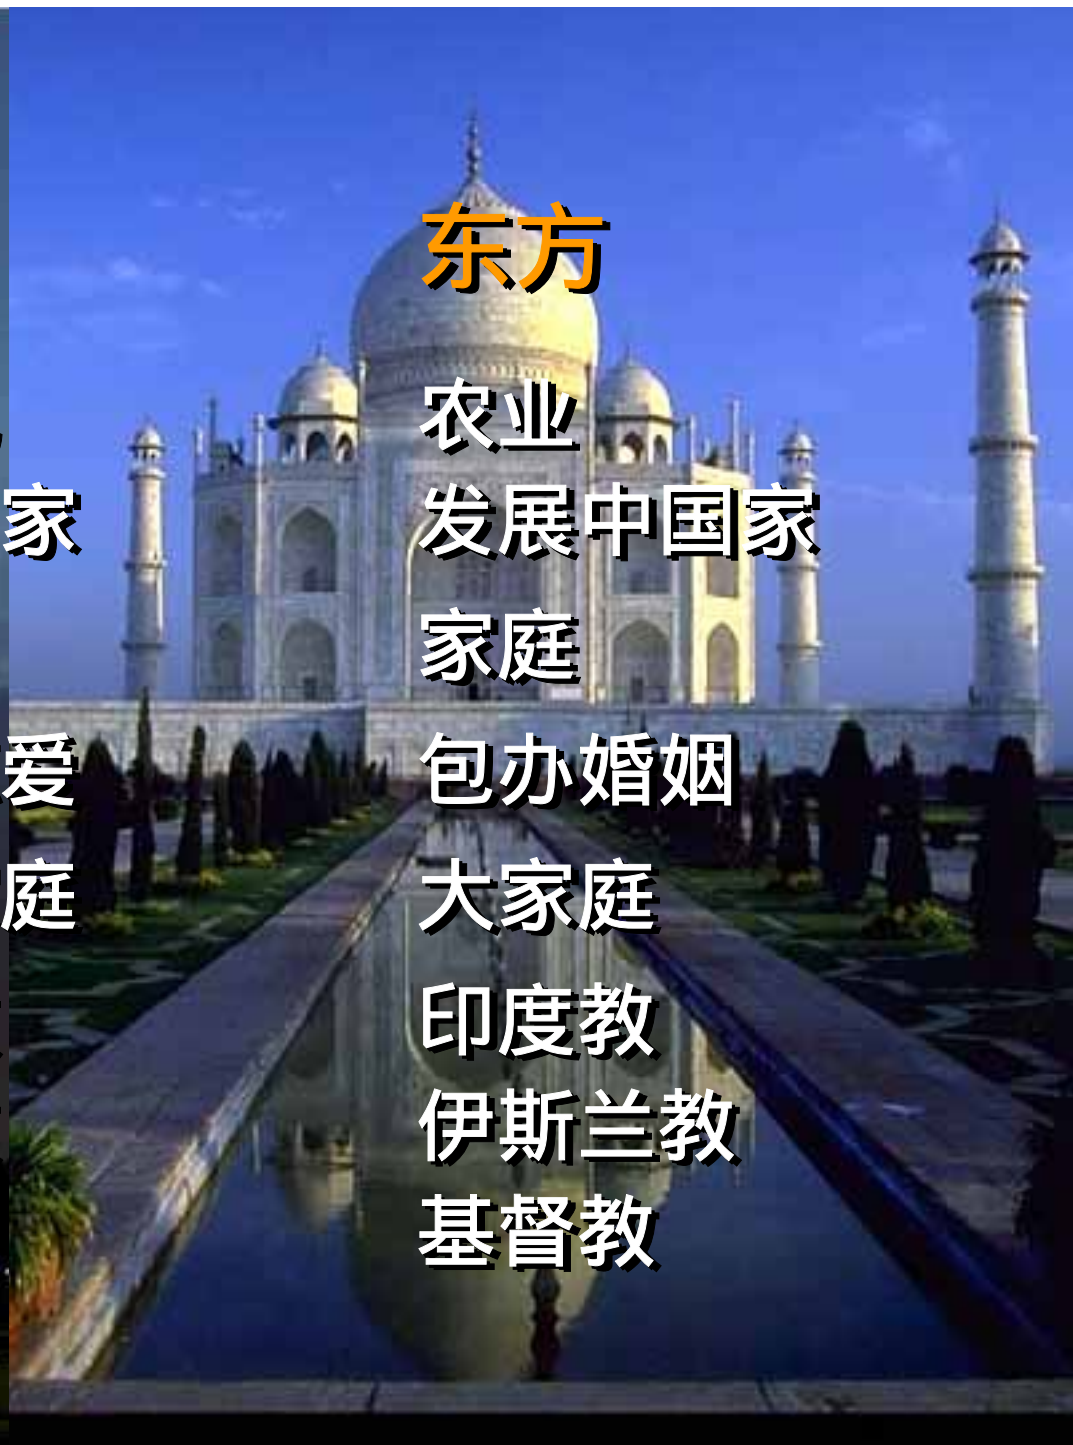 东方
农业
家 发展中国家
家庭
爱 包办婚姻
庭 大家庭
印度教
伊斯兰教
基督教